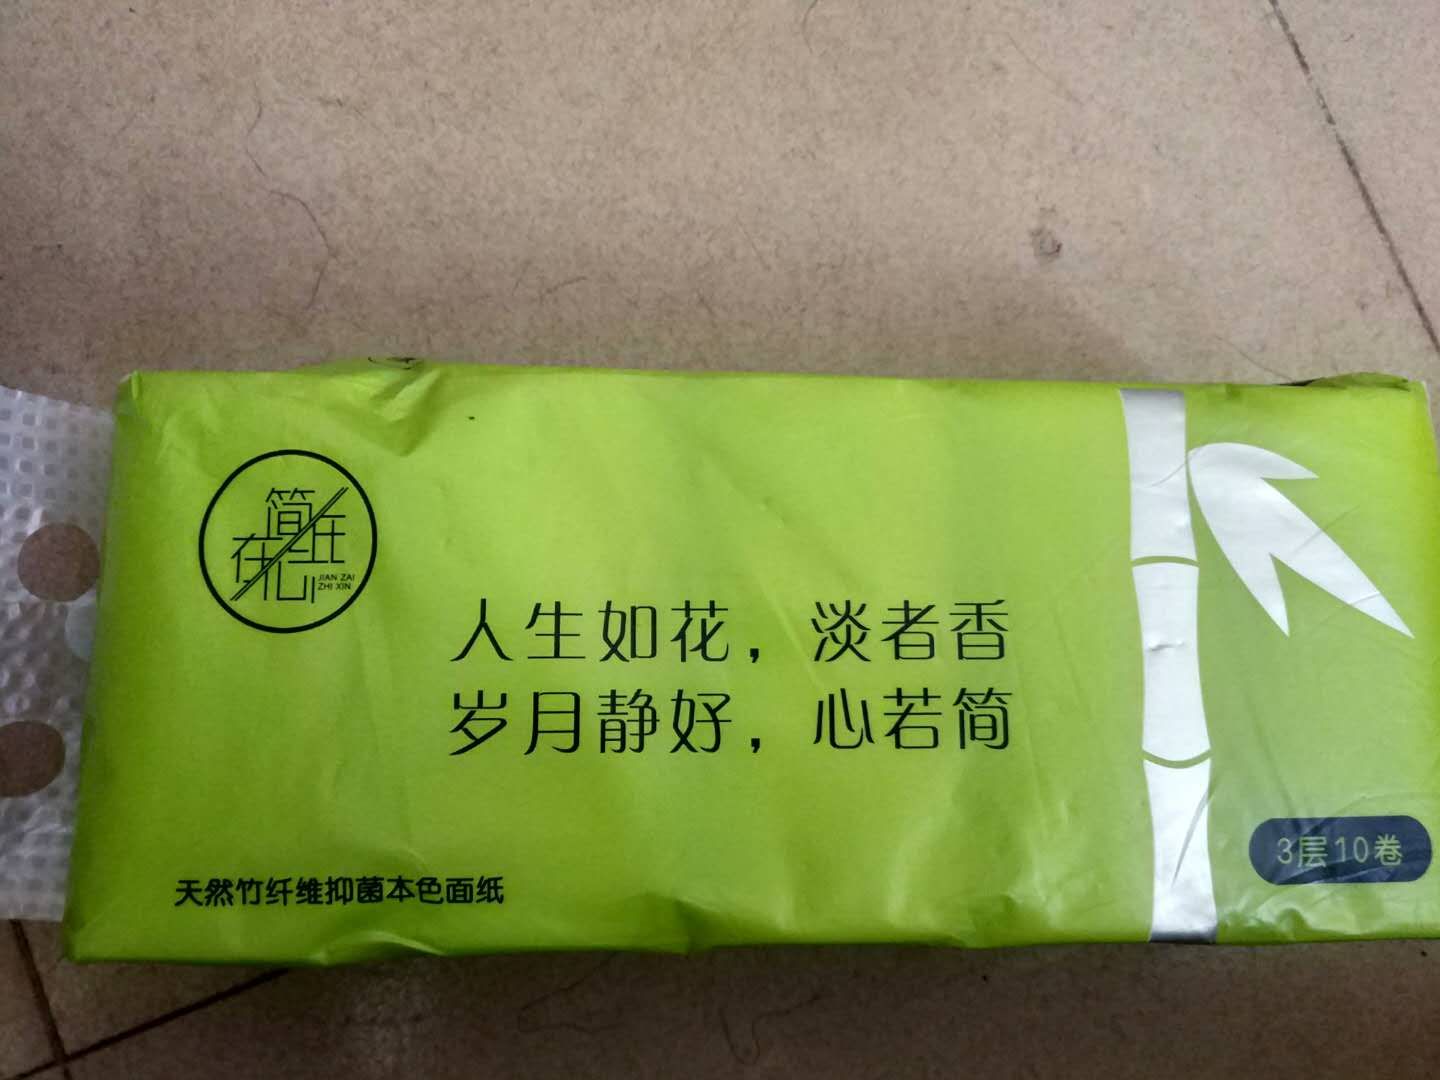 简在
在心
JIAN ZAI
ZHI XIN
人生如花，淡者香
岁月静好，心若简
天然竹纤维抑菌本色面纸
3层10卷